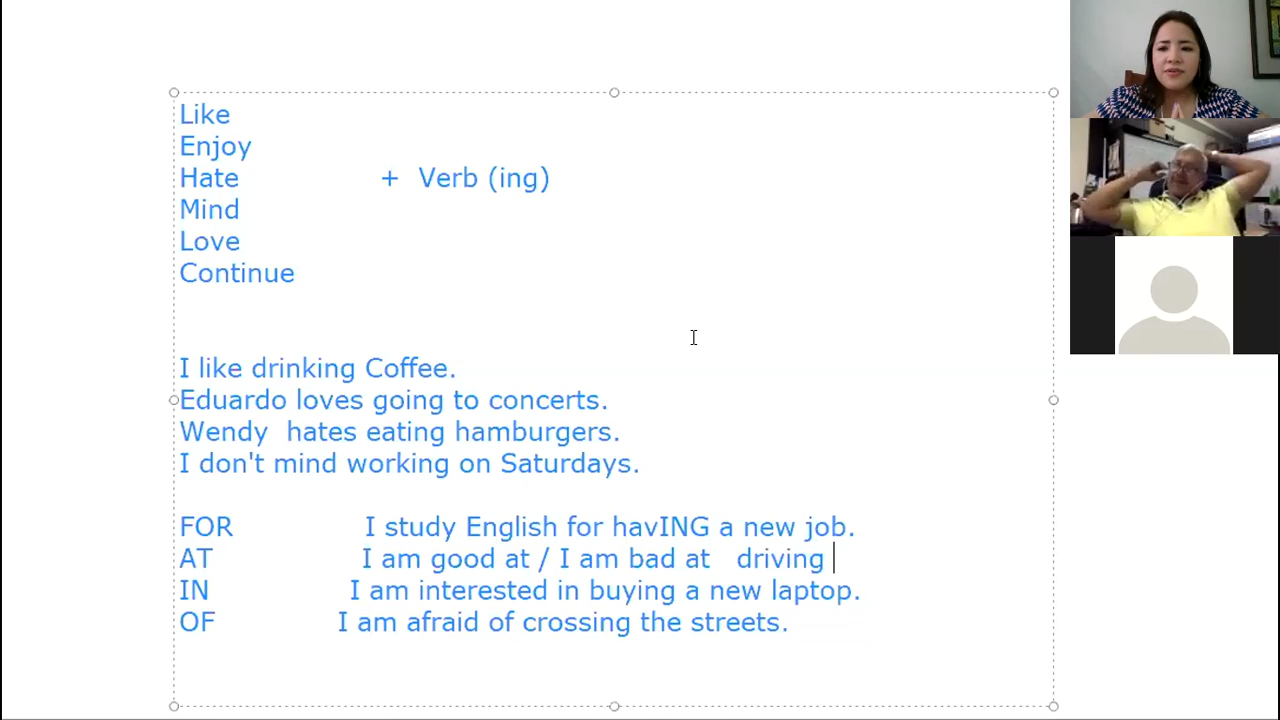 Like
Enjoy
Hate + Verb (ing)
Mind
Love
Continue
I like drinking Coffee.
Eduardo loves going to concerts.
Wendy hates eating hamburgers.
I don't mind working on Saturdays.
FOR I study English for havING a new job.
AT I am good at / I am bad at driving
IN I am interested in buying a new laptop.
OF I am afraid of crossing the streets.